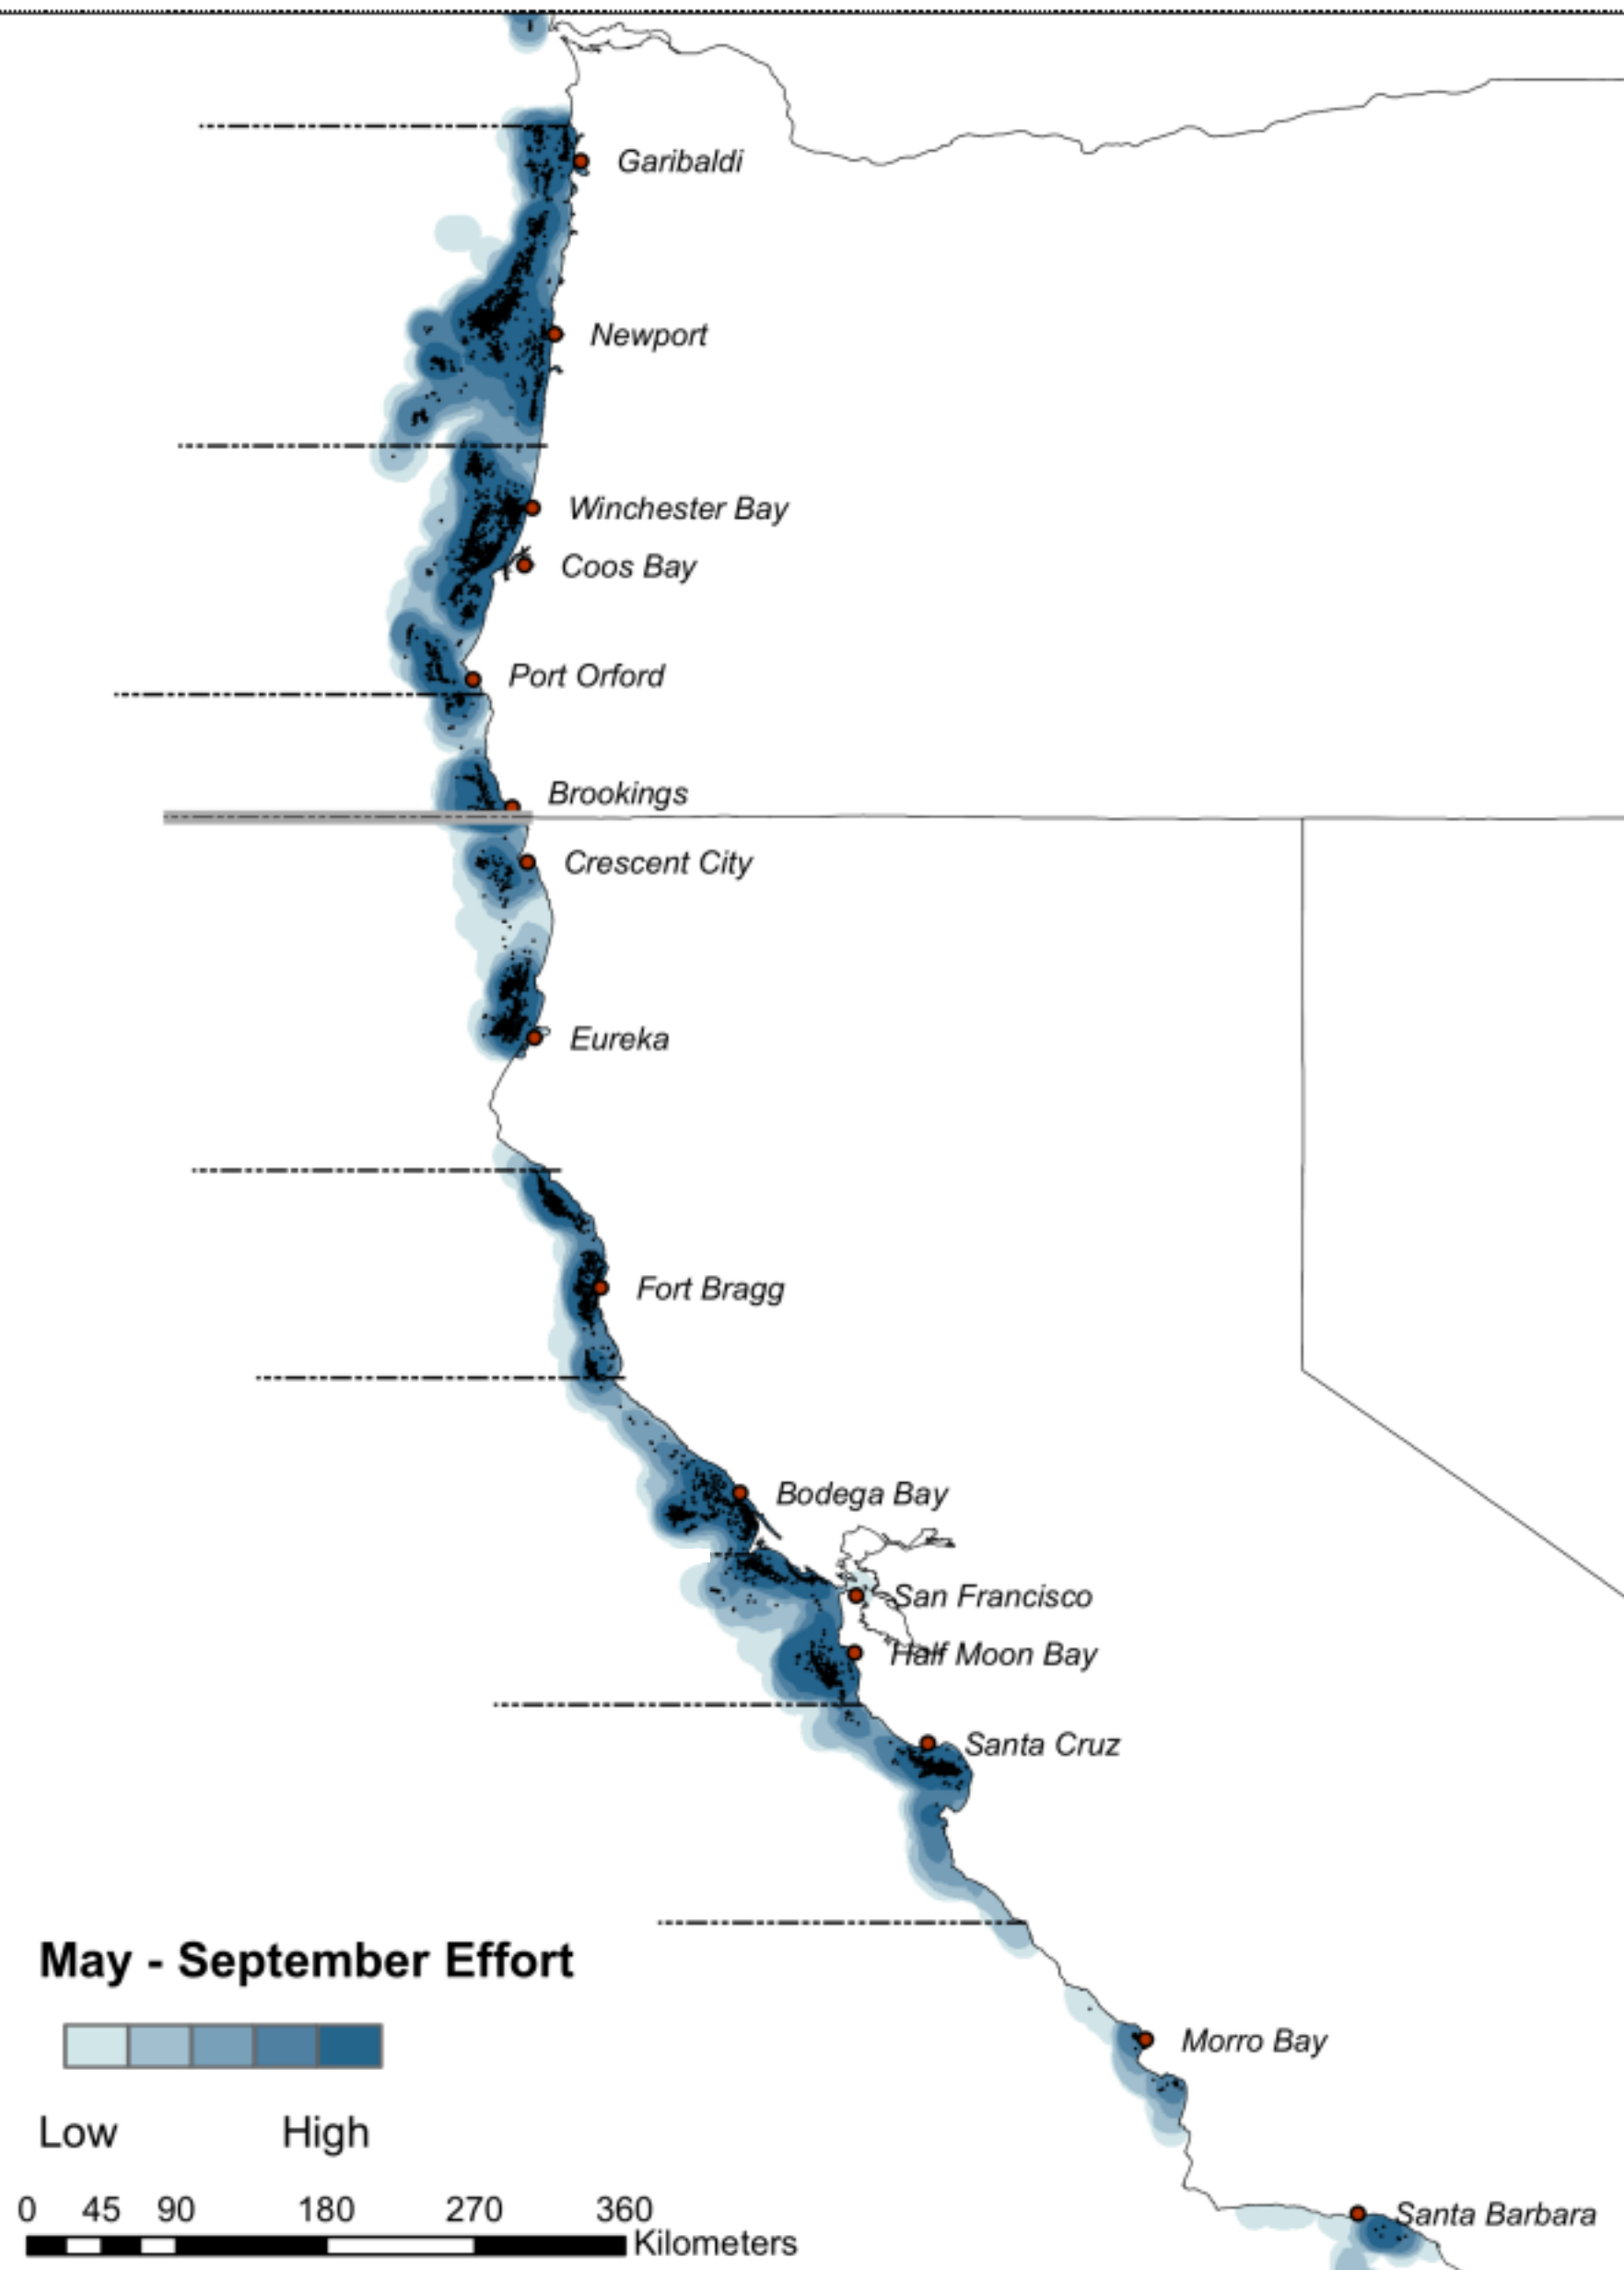 Garibaldi
Newport
Winchester Bay
Coos Bay
Port Orford
Brookings
Crescent City
Eureka
Fort Bragg
Bodega Bay
San Francisco
Half Moon Bay
Santa Cruz
May - September Effort
Morro Bay
Low High
0 45 90 180 270 360
Santa Barbara
Kilometers